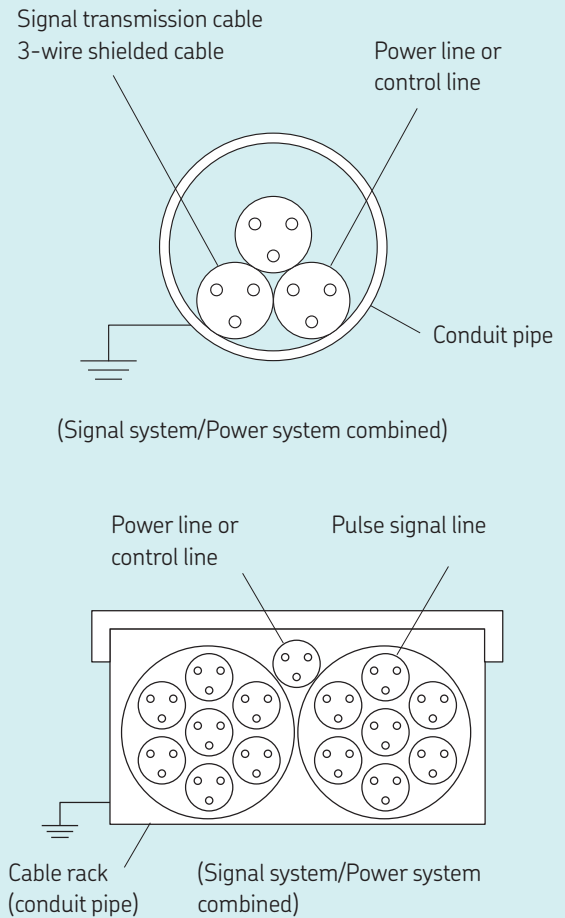 Signal transmission cable
3-wire shielded cable
Power line or
control line
Conduit pipe
(Signal system/Power system combined)
Power line or
control line
Pulse signal line
Cable rack
(conduit pipe)
(Signal system/Power system
combined)